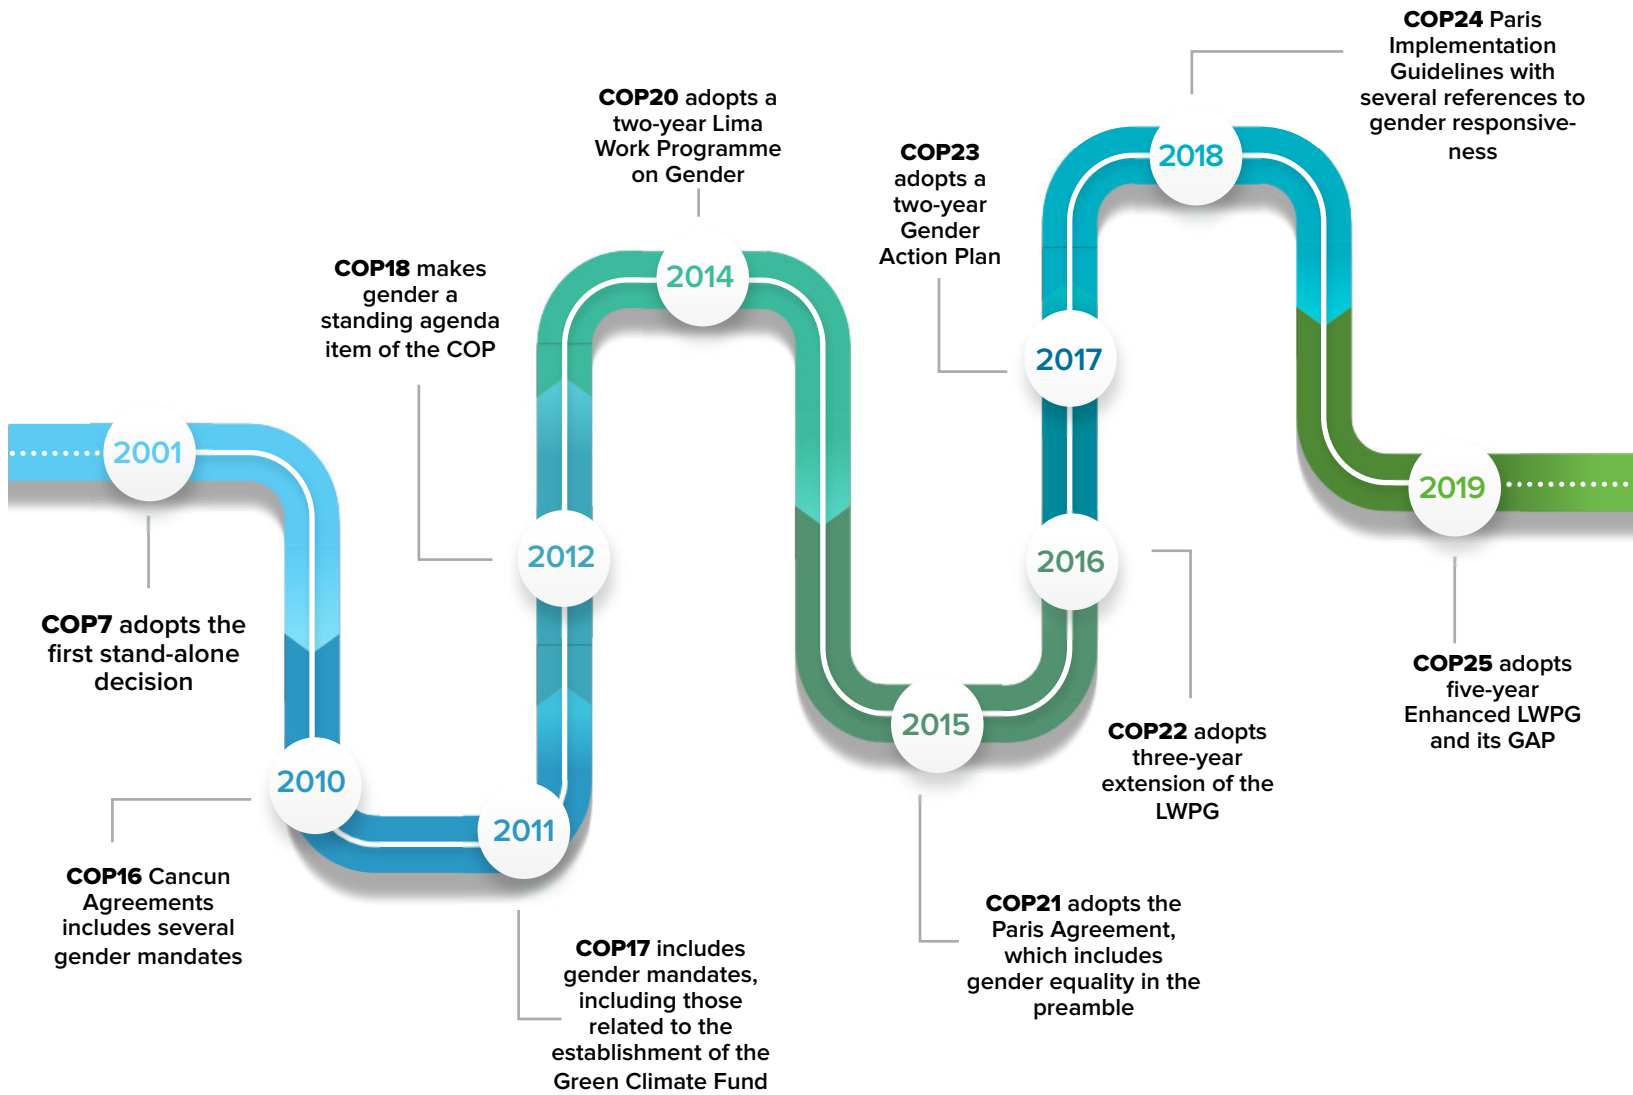 2001
COP7 adopts the
first stand-alone
decision
2010
COP16 Cancun
Agreements
includes several
gender mandates
2011
COP17 includes
gender mandates,
including those
related to the
establishment of the
Green Climate Fund
2012
COP18 makes
gender a
standing agenda
item of the COP
2014
COP20 adopts a
two-year Lima
Work Programme
on Gender
2015
COP21 adopts the
Paris Agreement,
which includes
gender equality in the
preamble
2016
COP22 adopts
three-year
extension of the
LWPG
2017
COP23
adopts a
two-year
Gender
Action Plan
2018
COP24 Paris
Implementation
Guidelines with
several references to
gender responsive-
ness
2019
COP25 adopts
five-year
Enhanced LWPG
and its GAP